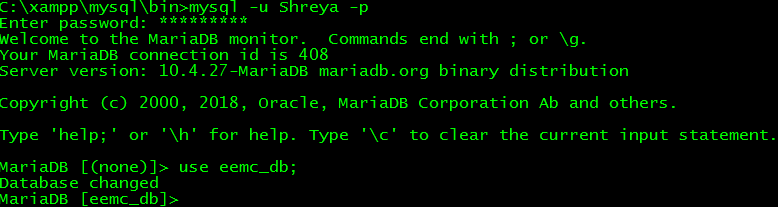 C:\xampp\mysql\bin>mysql -u Shreya -p
Enter password: *********
Welcome to the MariaDB monitor.  Commands end with ; or \g.
Your MariaDB connection id is 408
Server version: 10.4.27-MariaDB mariadb.org binary distribution

Copyright (c) 2000, 2018, Oracle, MariaDB Corporation Ab and others.

Type 'help;' or '\h' for help. Type '\c' to clear the current input statement.

MariaDB [(none)]> use eemc_db;
Database changed
MariaDB [eemc_db]>